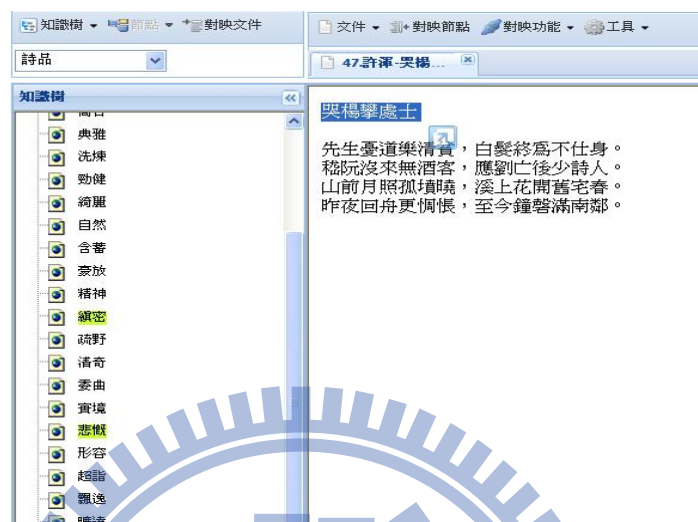 知識樹 節點 對映文件
詩品
知識樹
典雅
洗煉
勁健
綺麗
自然
含蓄
豪放
精神
縝密
疏野
清奇
委曲
實境
悲慨
形容
超詣
飄逸
曠達
文件 對映節點 對映功能 工具
47.許渾-哭楊...
哭楊攀處士
先生憂道樂清貧，白髮終為不仕身。
嵇阮沒來無酒客，應劉亡後少詩人。
山前月照孤墳曉，溪上花開舊宅春。
昨夜回舟更惆悵，至今鐘磬滿南鄰。